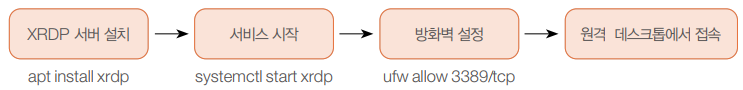 XRDP 서버 설치
서비스 시작
방화벽 설정
원격 데스크톱에서 접속
apt install xrdp
systemctl start xrdp
ufw allow 3389/tcp